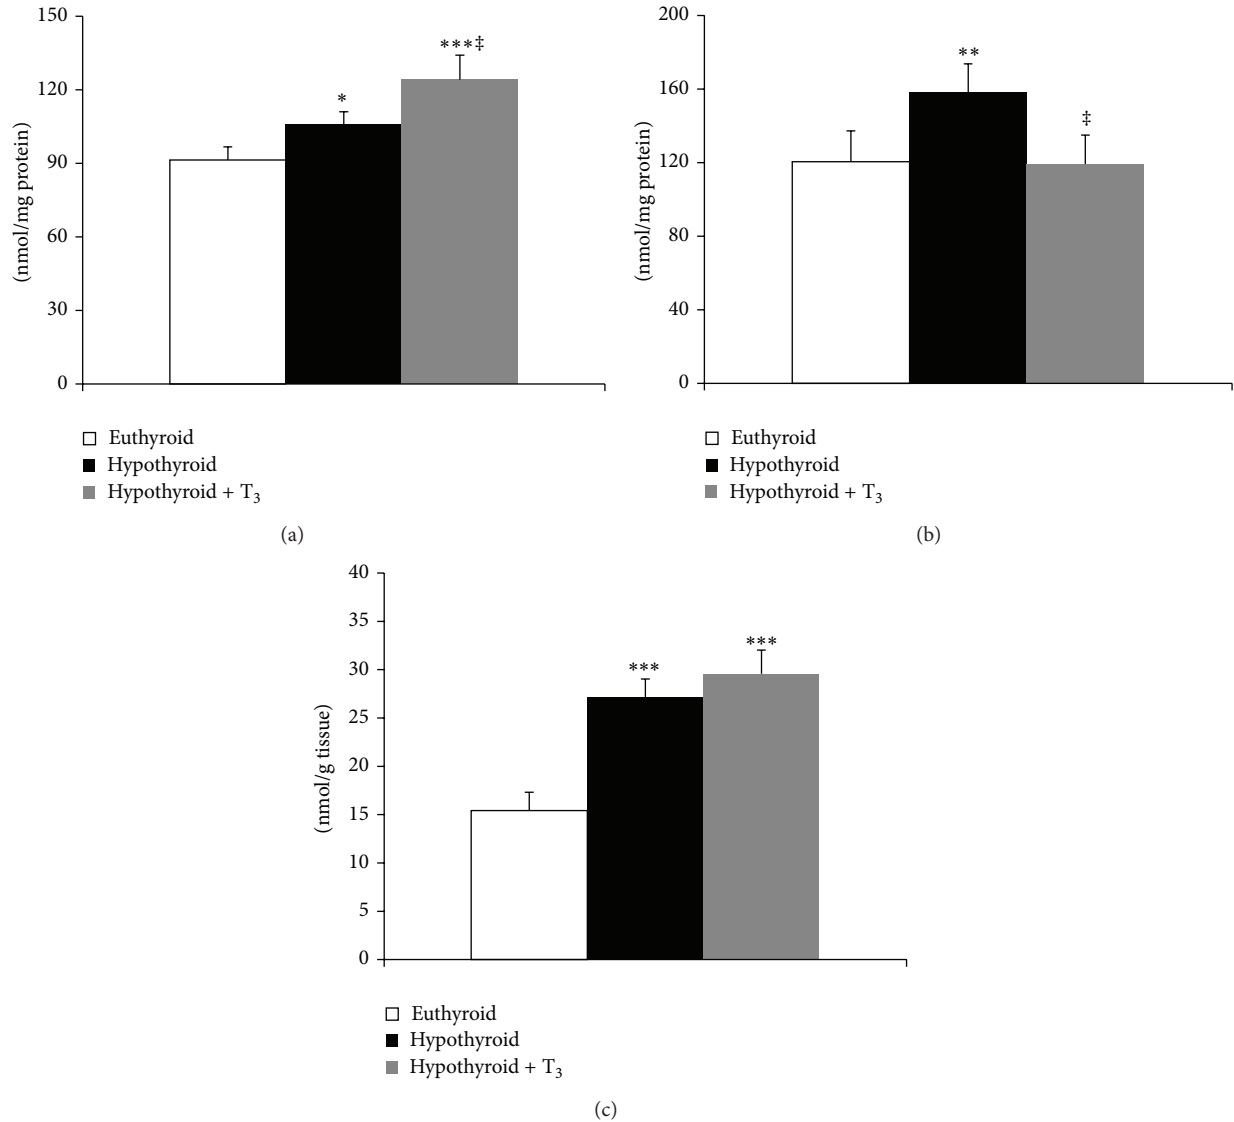 150
120
90
60
30
0
(nmol/mg protein)
*
***‡
Euthyroid
Hypothyroid
Hypothyroid + T3
(a)
200
160
120
80
40
0
(nmol/mg protein)
**
‡
Euthyroid
Hypothyroid
Hypothyroid + T3
(b)
40
35
30
25
20
15
10
5
0
(nmol/g tissue)
***
***
Euthyroid
Hypothyroid
Hypothyroid + T3
(c)